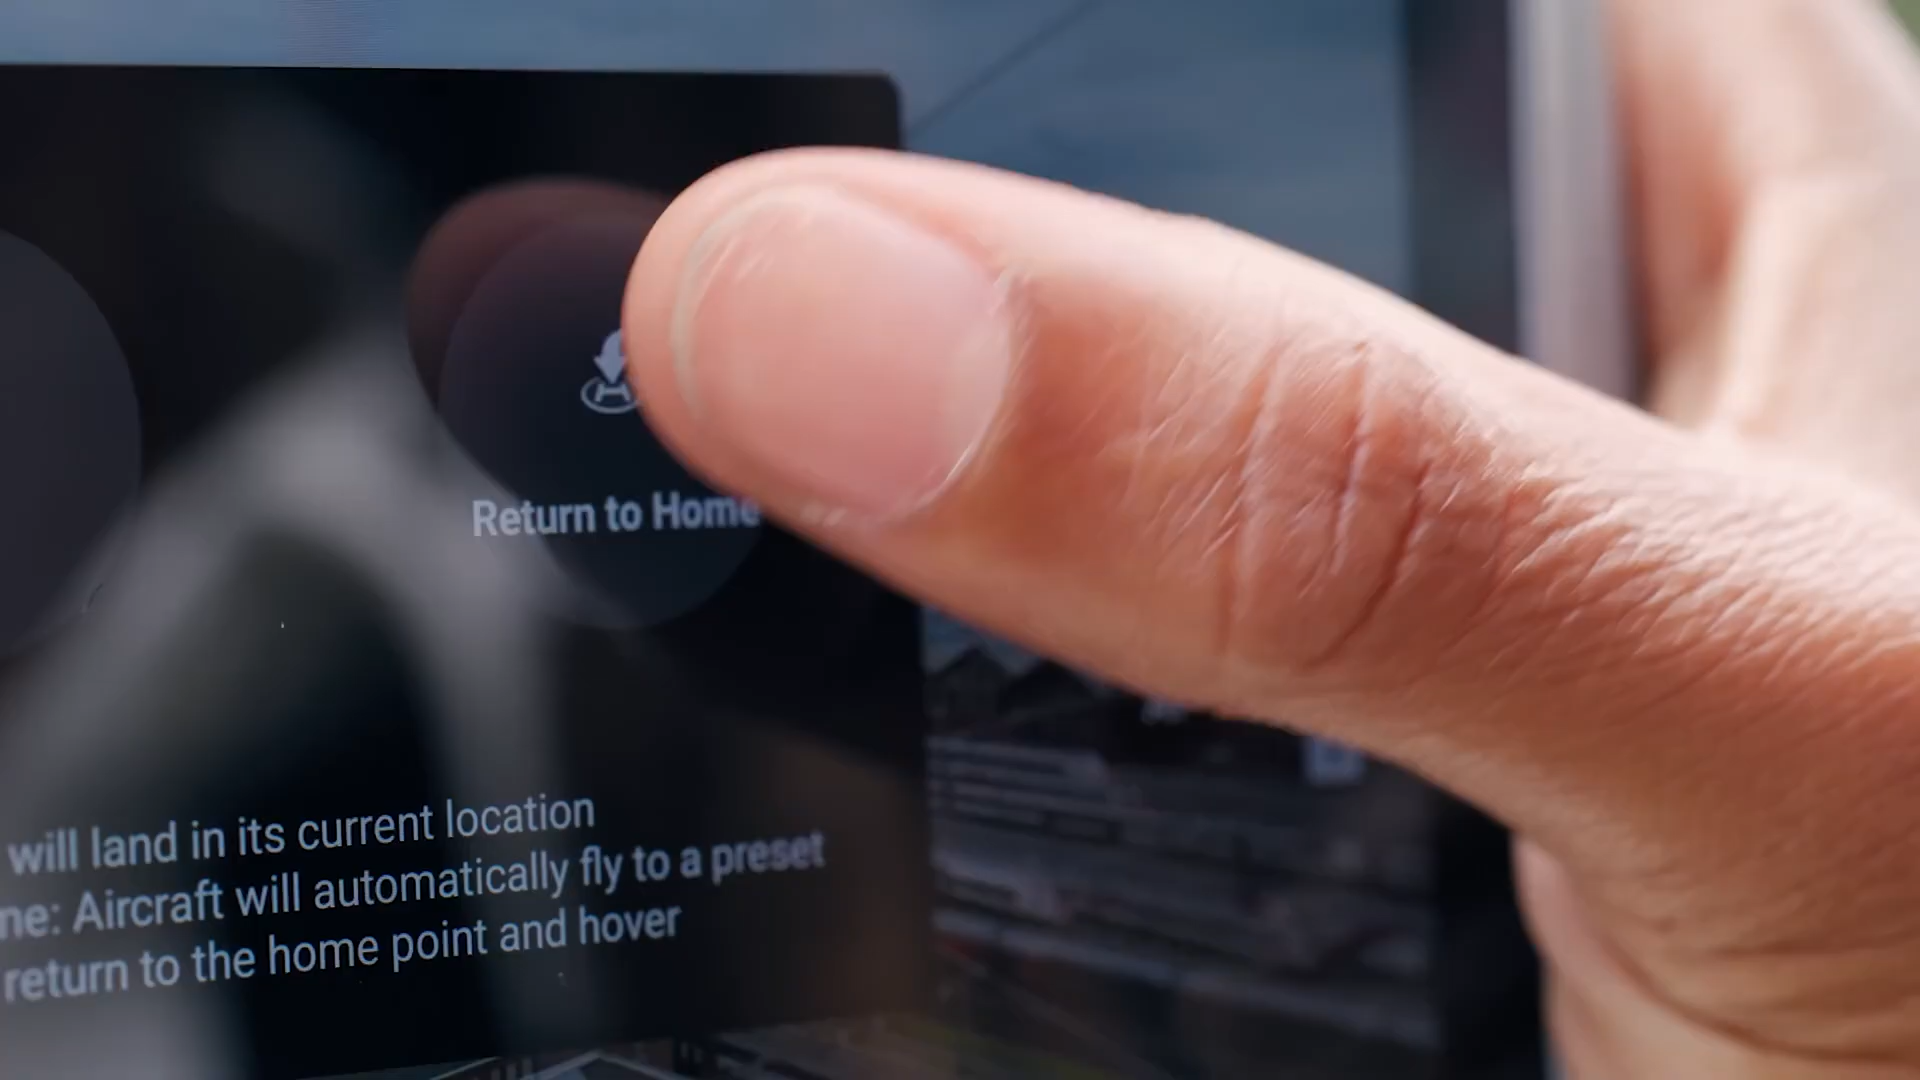 Return to Home
will land in its current location
ne: Aircraft will automatically fly to a preset
return to the home point and hover